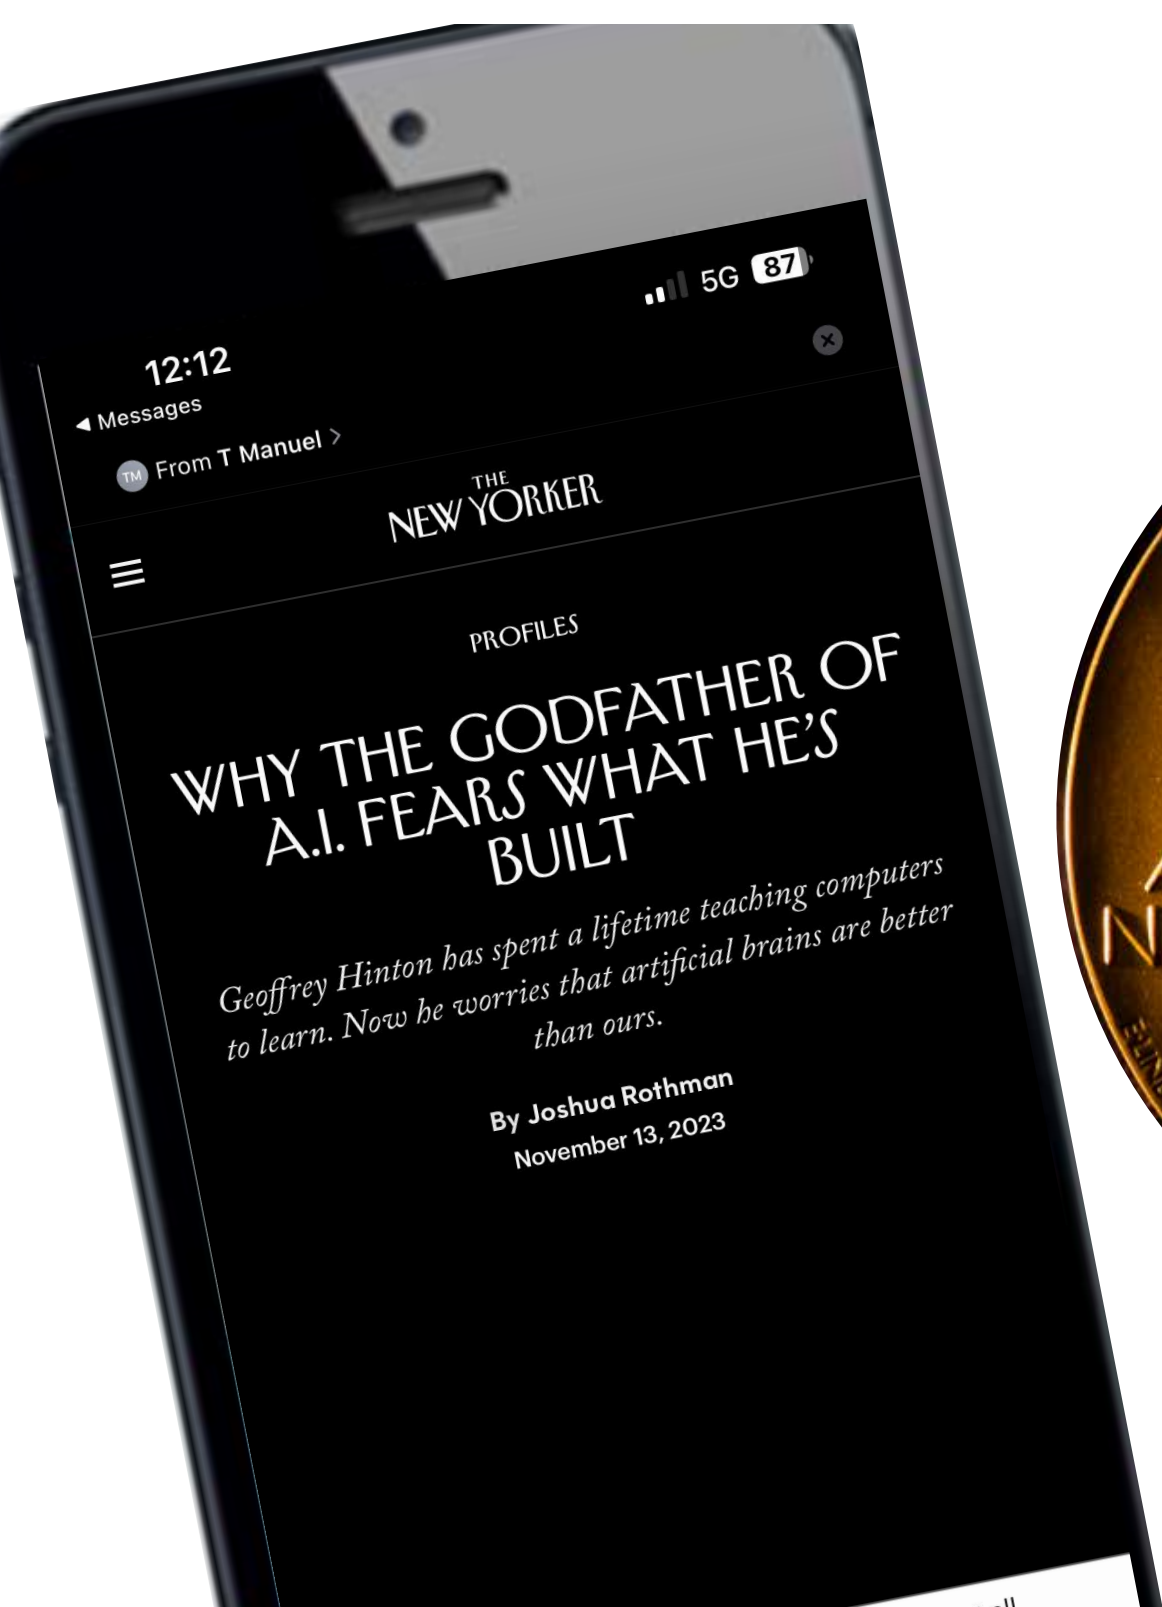 5G 87
12:12
Messages
TM From T Manuel
THE
NEW YORKER
PROFILES
WHY THE GODFATHER OF
A.I. FEARS WHAT HE'S
BUILT
Geoffrey Hinton has spent a lifetime teaching computers
to learn. Now he worries that artificial brains are better
than ours.
By Joshua Rothman
November 13, 2023